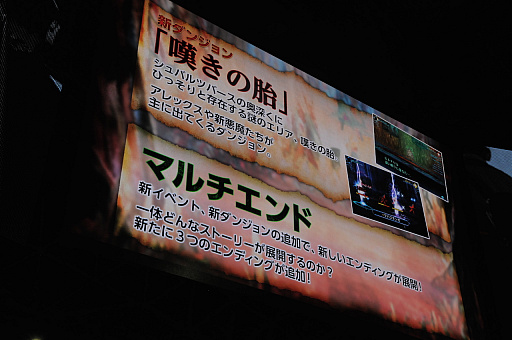 新ダンジョン
「嘆きの胎」
シュバルツバースの奥深くに
ひっそりと存在する謎のエリア、嘆きの胎。
アレックスや新悪魔たちが
主に出てくるダンジョン。
マルチエンド
新イベント、新ダンジョンの追加で、新しいエンディングが展開!
一体どんなストーリーが展開するのか?
新たに3つのエンディングが追加!